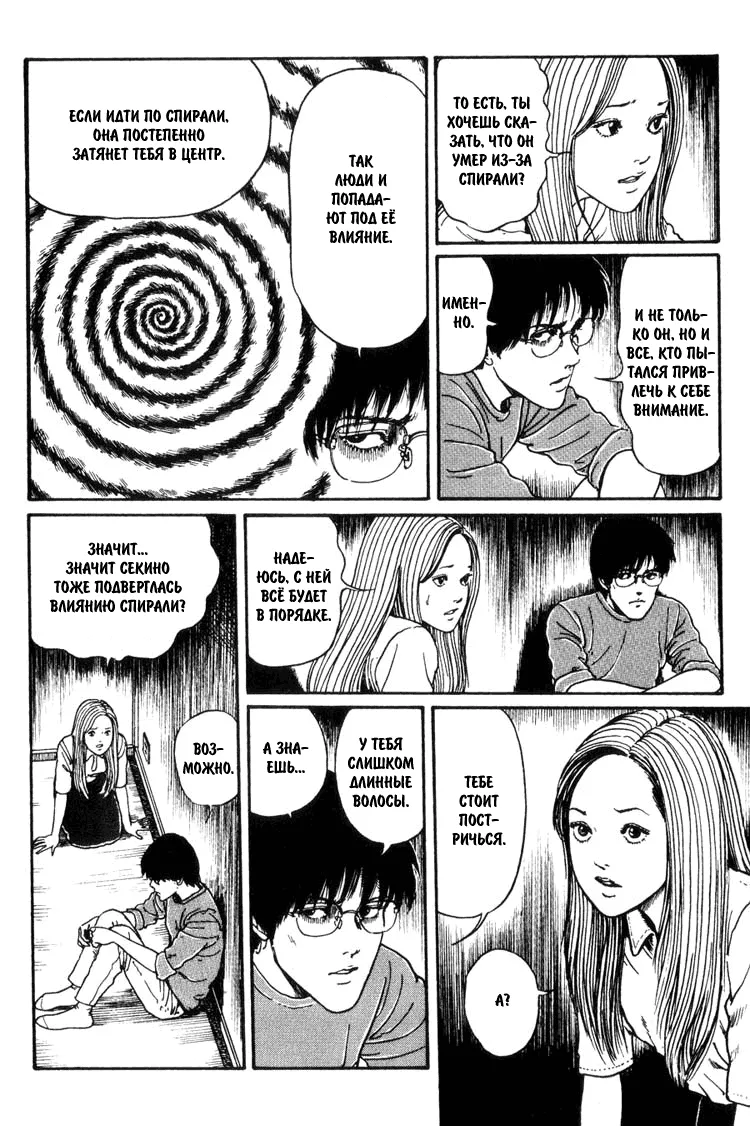 ЕСЛИ ИДТИ ПО СПИРАЛИ,
ОНА ПОСТЕПЕННО
ЗАТЯНЕТ ТЕБЯ В ЦЕНТР.
ТАК
ЛЮДИ И
ПОПАДА-
ЮТ ПОД ЕЁ
ВЛИЯНИЕ.
ТО ЕСТЬ, ТЫ
ХОЧЕШЬ СКА-
ЗАТЬ, ЧТО ОН
УМЕР ИЗ-ЗА
СПИРАЛИ?
ИМЕН-
НО.
И НЕ ТОЛЬ-
КО ОН, НО И
ВСЕ, КТО ПЫ-
ТАЛСЯ ПРИВ-
ЛЕЧЬ К СЕБЕ
ВНИМАНИЕ.
ЗНАЧИТ...
ЗНАЧИТ СЕКИНО
ТОЖЕ ПОДВЕРГЛАСЬ
ВЛИЯНИЮ СПИРАЛИ?
ВОЗ-
МОЖНО.
НАДЕ-
ЮСЬ, С НЕЙ
ВСЁ БУДЕТ
В ПОРЯДКЕ.
А ЗНА-
ЕШЬ...
У ТЕБЯ
СЛИШКОМ
ДЛИННЫЕ
ВОЛОСЫ.
ТЕБЕ
СТОИТ
ПОСТ-
РИЧЬСЯ.
А?